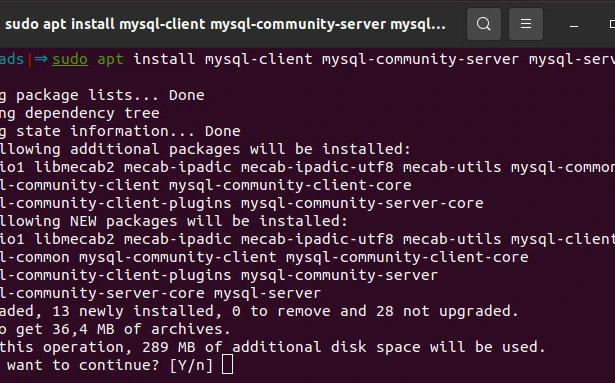 sudo apt install mysql-client mysql-community-server mysql...
ads|⇒ sudo apt install mysql-client mysql-community-server mysql-serv
g package lists... Done
ng dependency tree
g state information... Done
llowing additional packages will be installed:
io1 libmecab2 mecab-ipadic mecab-ipadic-utf8 mecab-utils mysql-common
l-community-client mysql-community-client-core
l-community-client-plugins mysql-community-server-core
llowing NEW packages will be installed:
io1 libmecab2 mecab-ipadic mecab-ipadic-utf8 mecab-utils mysql-client
l-common mysql-community-client mysql-community-client-core
l-community-client-plugins mysql-community-server
l-community-server-core mysql-server
aded, 13 newly installed, 0 to remove and 28 not upgraded.
o get 36,4 MB of archives.
this operation, 289 MB of additional disk space will be used.
want to continue? [Y/n]